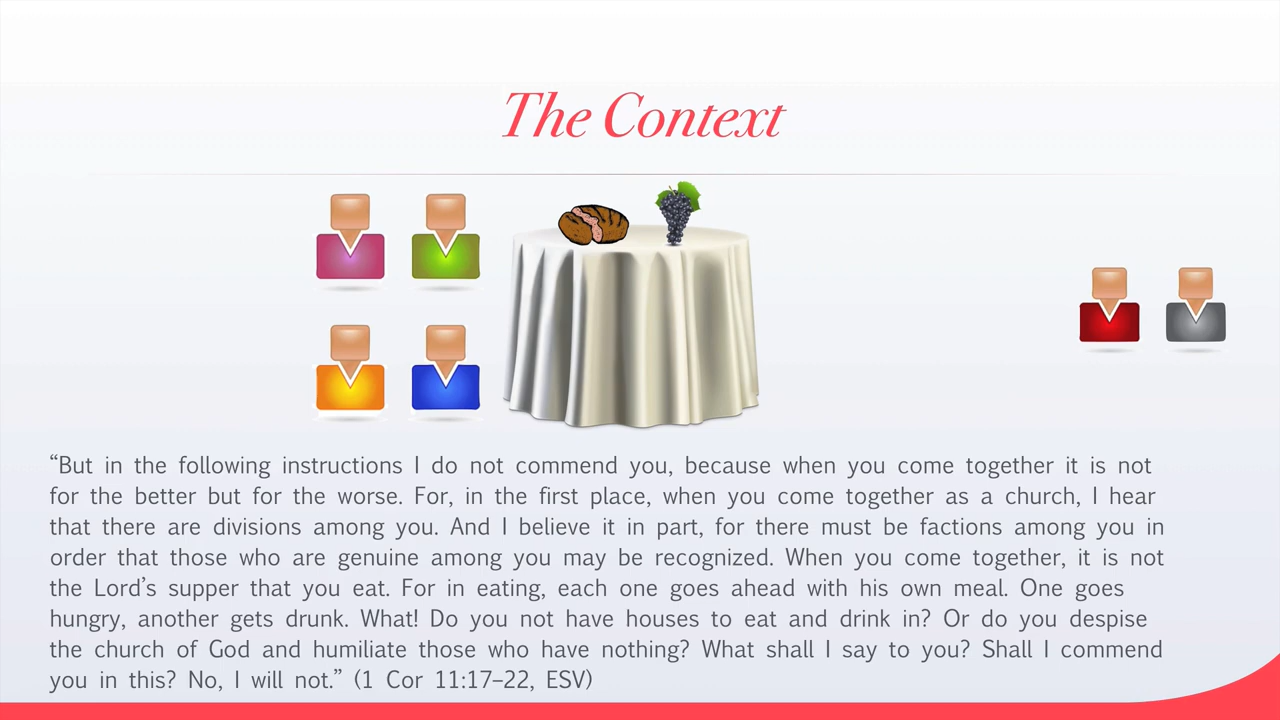 The Context
“But in the following instructions I do not commend you, because when you come together it is not
for the better but for the worse. For, in the first place, when you come together as a church, I hear
that there are divisions among you. And I believe it in part, for there must be factions among you in
order that those who are genuine among you may be recognized. When you come together, it is not
the Lord’s supper that you eat. For in eating, each one goes ahead with his own meal. One goes
hungry, another gets drunk. What! Do you not have houses to eat and drink in? Or do you despise
the church of God and humiliate those who have nothing? What shall I say to you? Shall I commend
you in this? No, I will not.” (1 Cor 11:17–22, ESV)